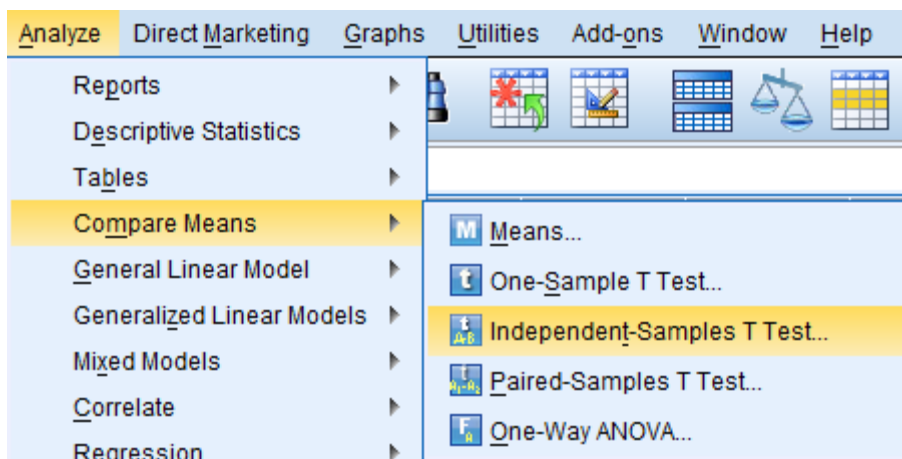 Analyze Direct Marketing Graphs Utilities Add-ons Window Help
Reports
Descriptive Statistics
Tables
Compare Means
General Linear Model
Generalized Linear Models
Mixed Models
Correlate
Regression
M Means...
t One-Sample T Test...
t A-B Independent-Samples T Test...
t A₁-A₂ Paired-Samples T Test...
F A One-Way ANOVA...